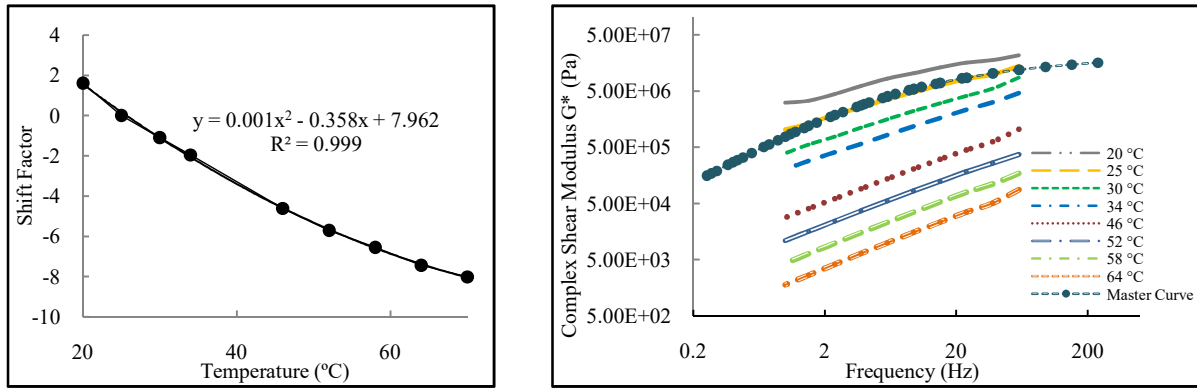 4
2
0
-2
-4
-6
-8
-10
Shift Factor
y = 0.001x² - 0.358x + 7.962
R² = 0.999
20
40
60
Temperature (ºC)
5.00E+07
5.00E+06
5.00E+05
5.00E+04
5.00E+03
5.00E+02
Complex Shear Modulus G* (Pa)
20 °C
25 °C
30 °C
34 °C
46 °C
52 °C
58 °C
64 °C
Master Curve
0.2
2
20
200
Frequency (Hz)